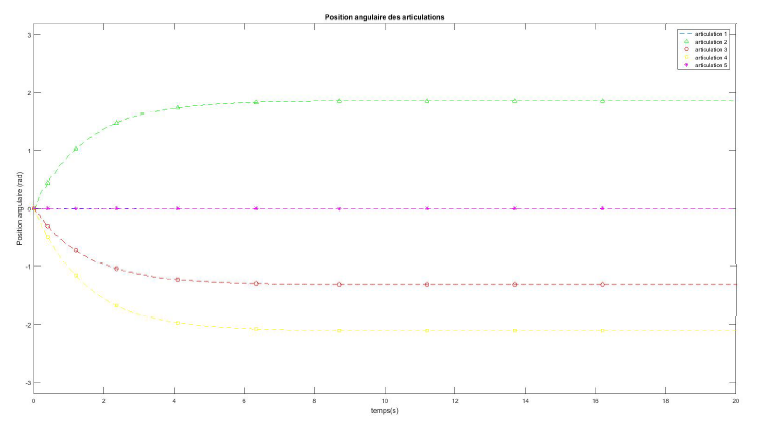 Position angulaire des articulations
articulation 1
articulation 2
articulation 3
articulation 4
articulation 5
Position angulaire (rad)
3
2
1
0
-1
-2
-3
0 2 4 6 8 10 12 14 16 18 20
temps(s)